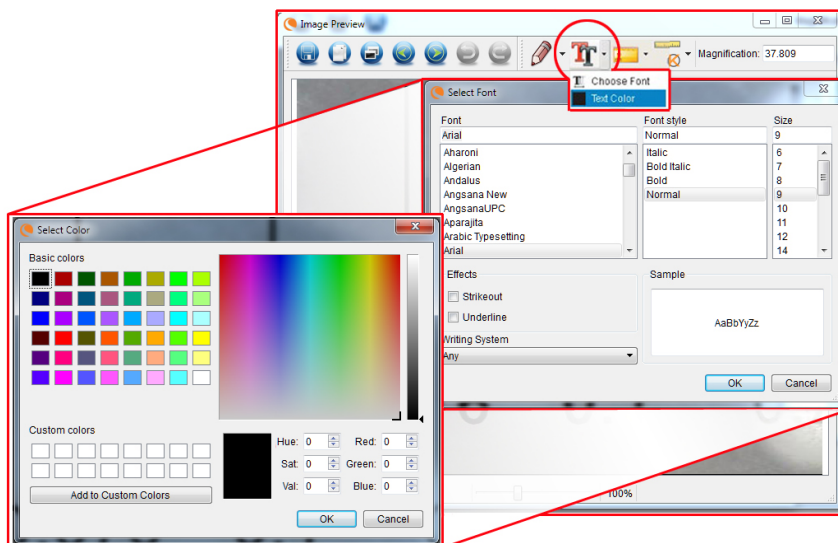 Image Preview
Magnification: 37.809
Choose Font
Text Color
Select Font
Font
Font style
Size
Arial
Normal
9
Aharoni
Algerian
Andalus
Angsana New
AngsanaUPC
Aparajita
Arabic Typesetting
Arial
Italic
Bold Italic
Bold
Normal
6
7
8
9
10
11
12
14
Effects
Strikeout
Underline
Sample
AaBbYyZz
Writing System
Any
OK
Cancel
100%
Select Color
Basic colors
Custom colors
Add to Custom Colors
Hue: 0
Red: 0
Sat: 0
Green: 0
Val: 0
Blue: 0
OK
Cancel